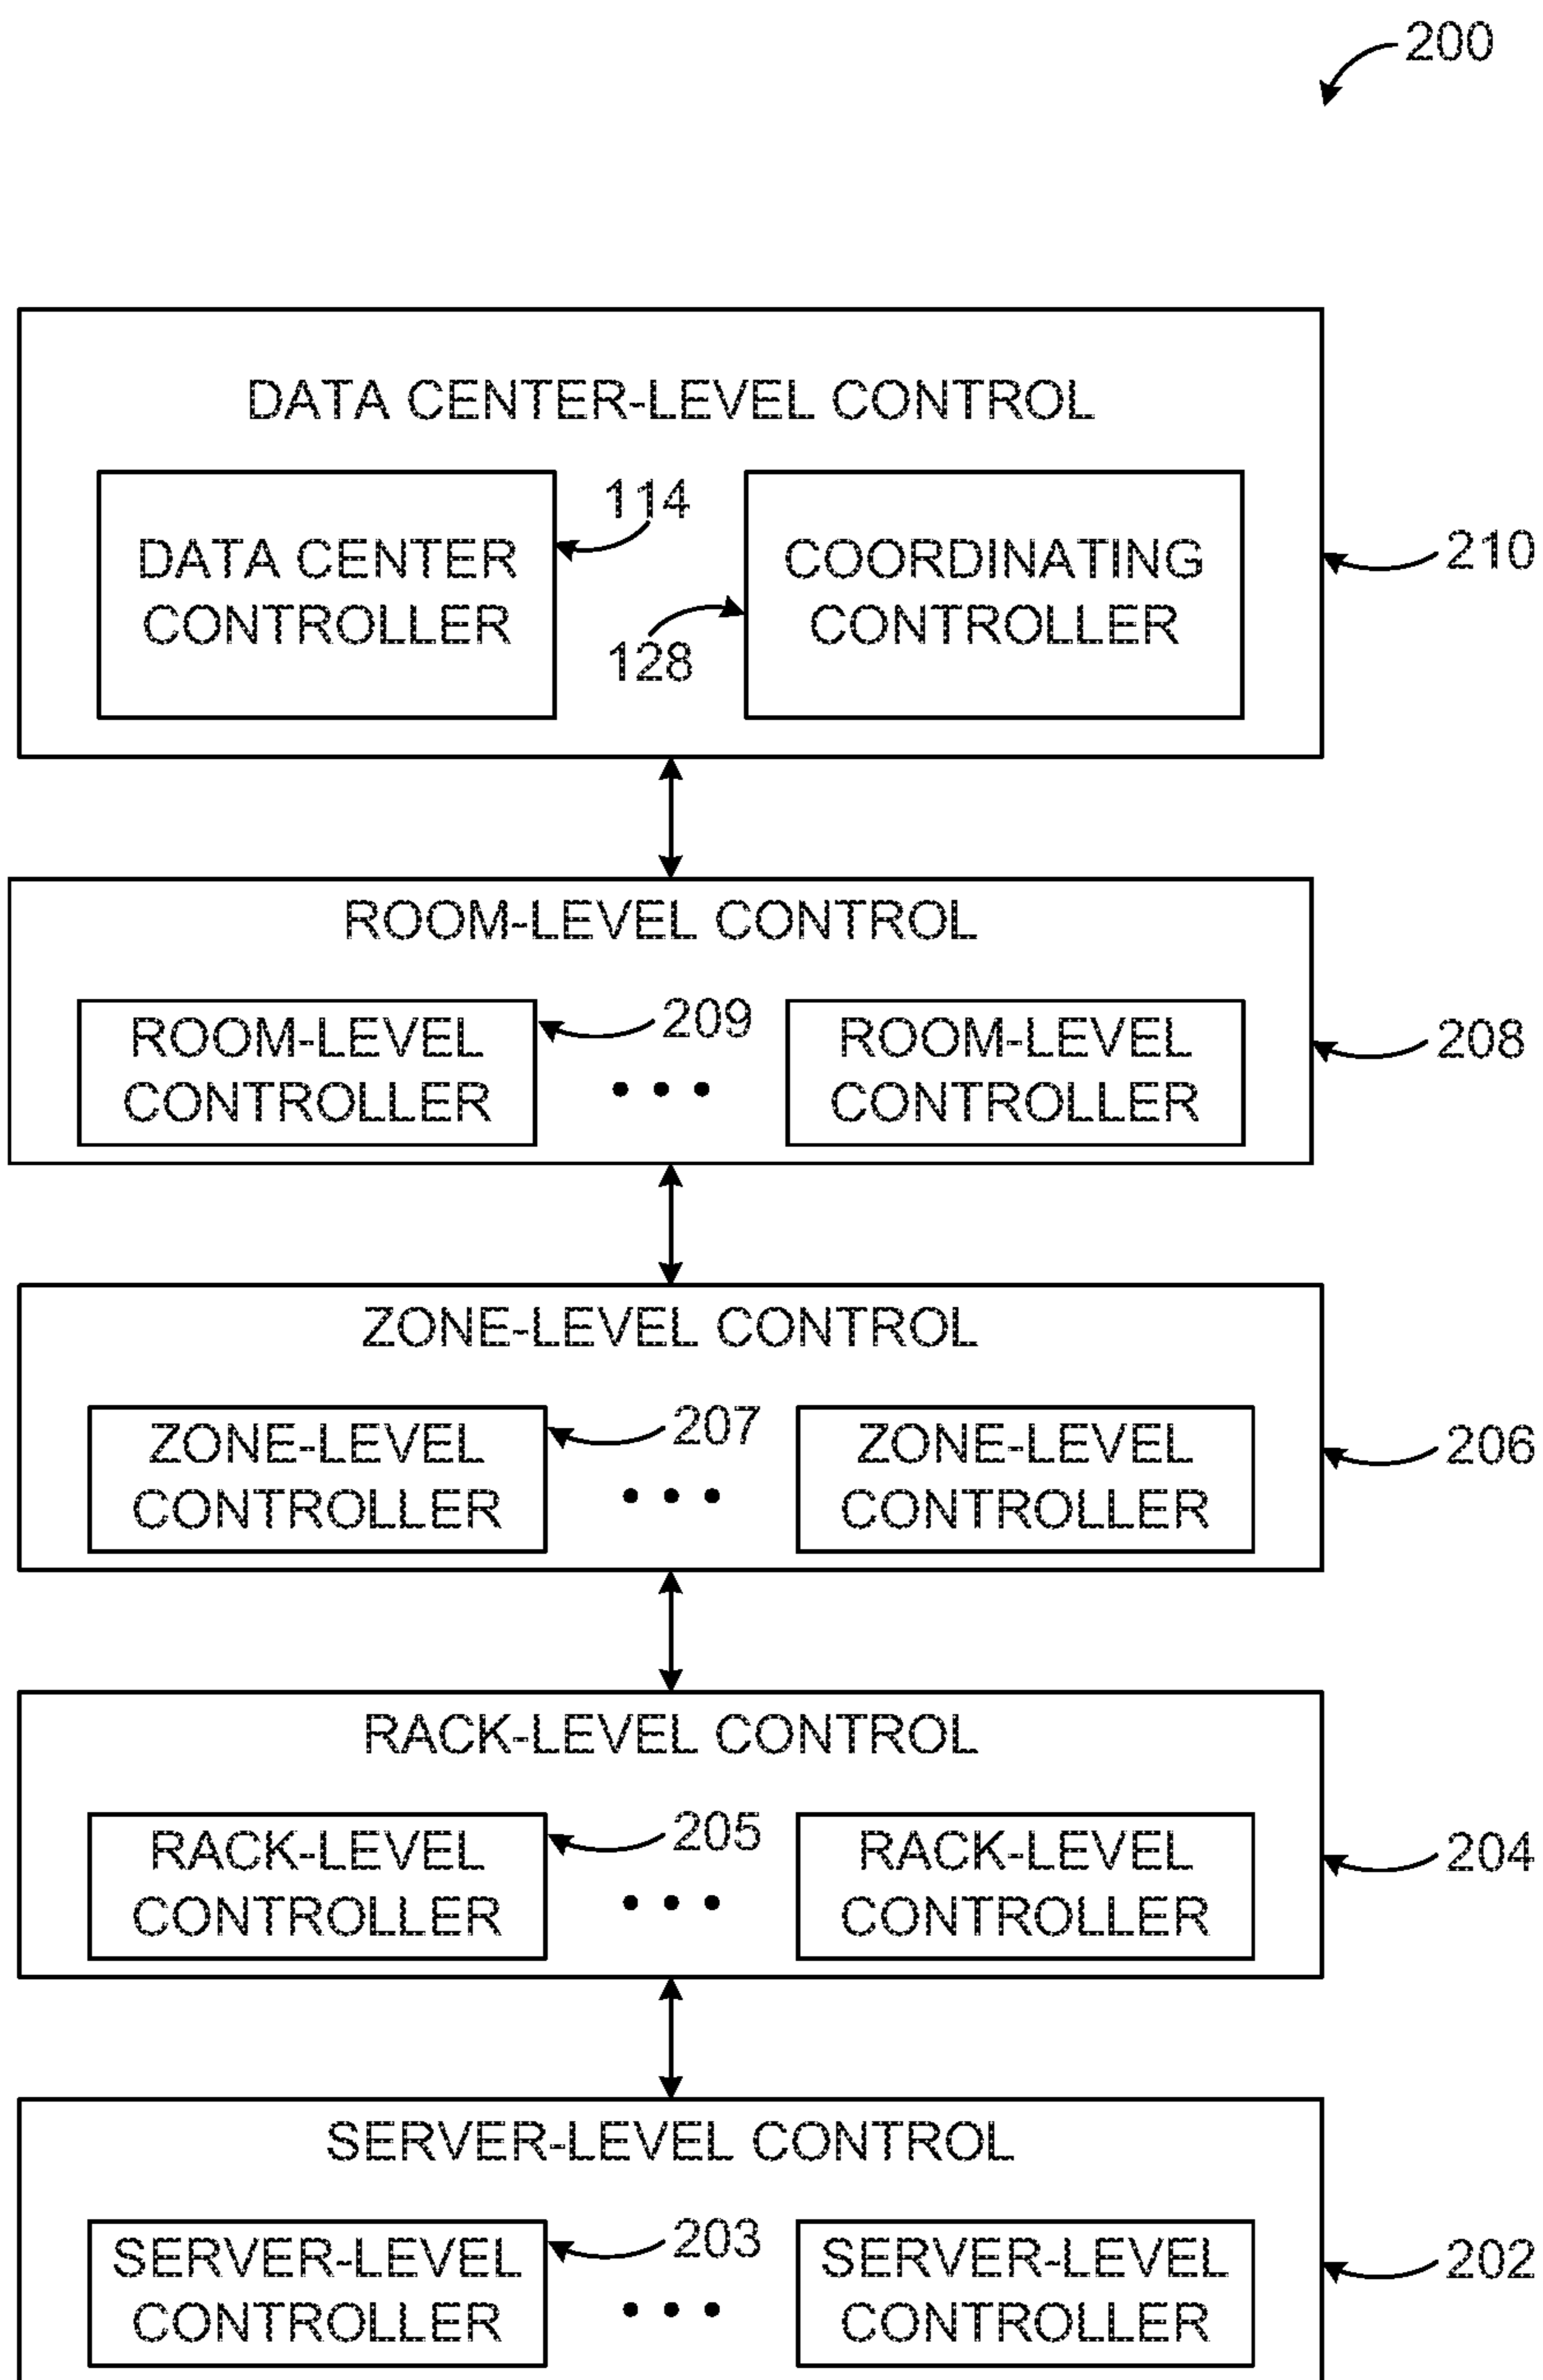 200
DATA CENTER-LEVEL CONTROL
DATA CENTER
CONTROLLER
114
128
COORDINATING
CONTROLLER
210
ROOM-LEVEL CONTROL
ROOM-LEVEL
CONTROLLER
209
ROOM-LEVEL
CONTROLLER
208
ZONE-LEVEL CONTROL
ZONE-LEVEL
CONTROLLER
207
ZONE-LEVEL
CONTROLLER
206
RACK-LEVEL CONTROL
RACK-LEVEL
CONTROLLER
205
RACK-LEVEL
CONTROLLER
204
SERVER-LEVEL CONTROL
SERVER-LEVEL
CONTROLLER
203
SERVER-LEVEL
CONTROLLER
202